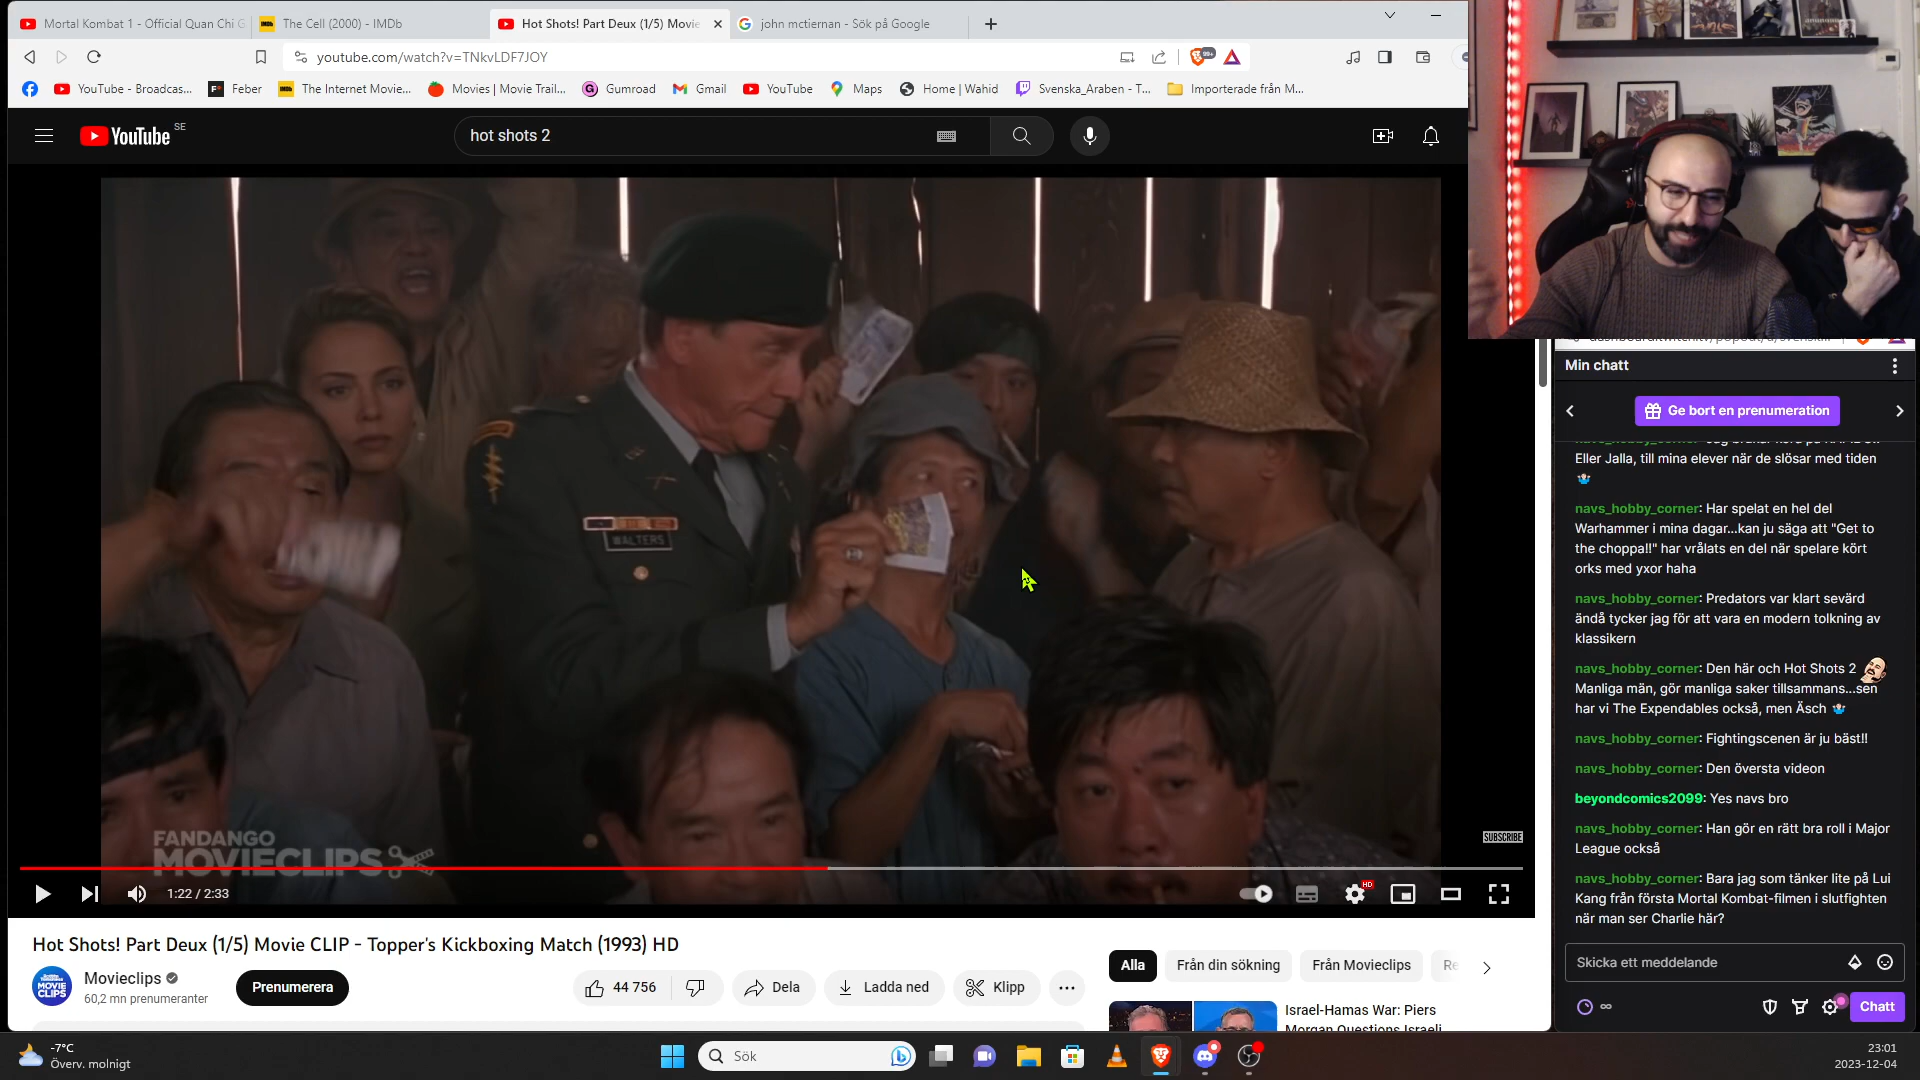 Mortal Kombat 1 - Official Quan Chi G
The Cell (2000) - IMDb
Hot Shots! Part Deux (1/5) Movie
john mctiernan - Sök på Google
youtube.com/watch?v=TNkvLDF7JOY
99+
YouTube - Broadcas...
Feber
The Internet Movie...
Movies | Movie Trail...
Gumroad
Gmail
YouTube
Maps
Home | Wahid
Svenska_Araben - T...
Importerade från M...
YouTube SE
hot shots 2
WALTERS
FANDANGO
MOVIECLIPS
SUBSCRIBE
1:22 / 2:33
HD
Hot Shots! Part Deux (1/5) Movie CLIP - Topper's Kickboxing Match (1993) HD
MOVIE
CLIPS
Movieclips
60,2 mn prenumeranter
Prenumerera
44 756
Dela
Ladda ned
Klipp
Alla
Från din sökning
Från Movieclips
Re
Israel-Hamas War: Piers
Morgan Questions Israeli
Min chatt
Ge bort en prenumeration
Eller Jalla, till mina elever när de slösar med tiden
navs_hobby_corner: Har spelat en hel del
Warhammer i mina dagar...kan ju säga att "Get to
the choppa!!" har vrålats en del när spelare kört
orks med yxor haha
navs_hobby_corner: Predators var klart sevärd
ändå tycker jag för att vara en modern tolkning av
klassikern
navs_hobby_corner: Den här och Hot Shots 2
Manliga män, gör manliga saker tillsammans...sen
har vi The Expendables också, men Äsch
navs_hobby_corner: Fightingscenen är ju bäst!!
navs_hobby_corner: Den översta videon
beyondcomics2099: Yes navs bro
navs_hobby_corner: Han gör en rätt bra roll i Major
League också
navs_hobby_corner: Bara jag som tänker lite på Lui
Kang från första Mortal Kombat-filmen i slutfighten
när man ser Charlie här?
Skicka ett meddelande
Chatt
-7°C
Överv. molnigt
Sök
23:01
2023-12-04